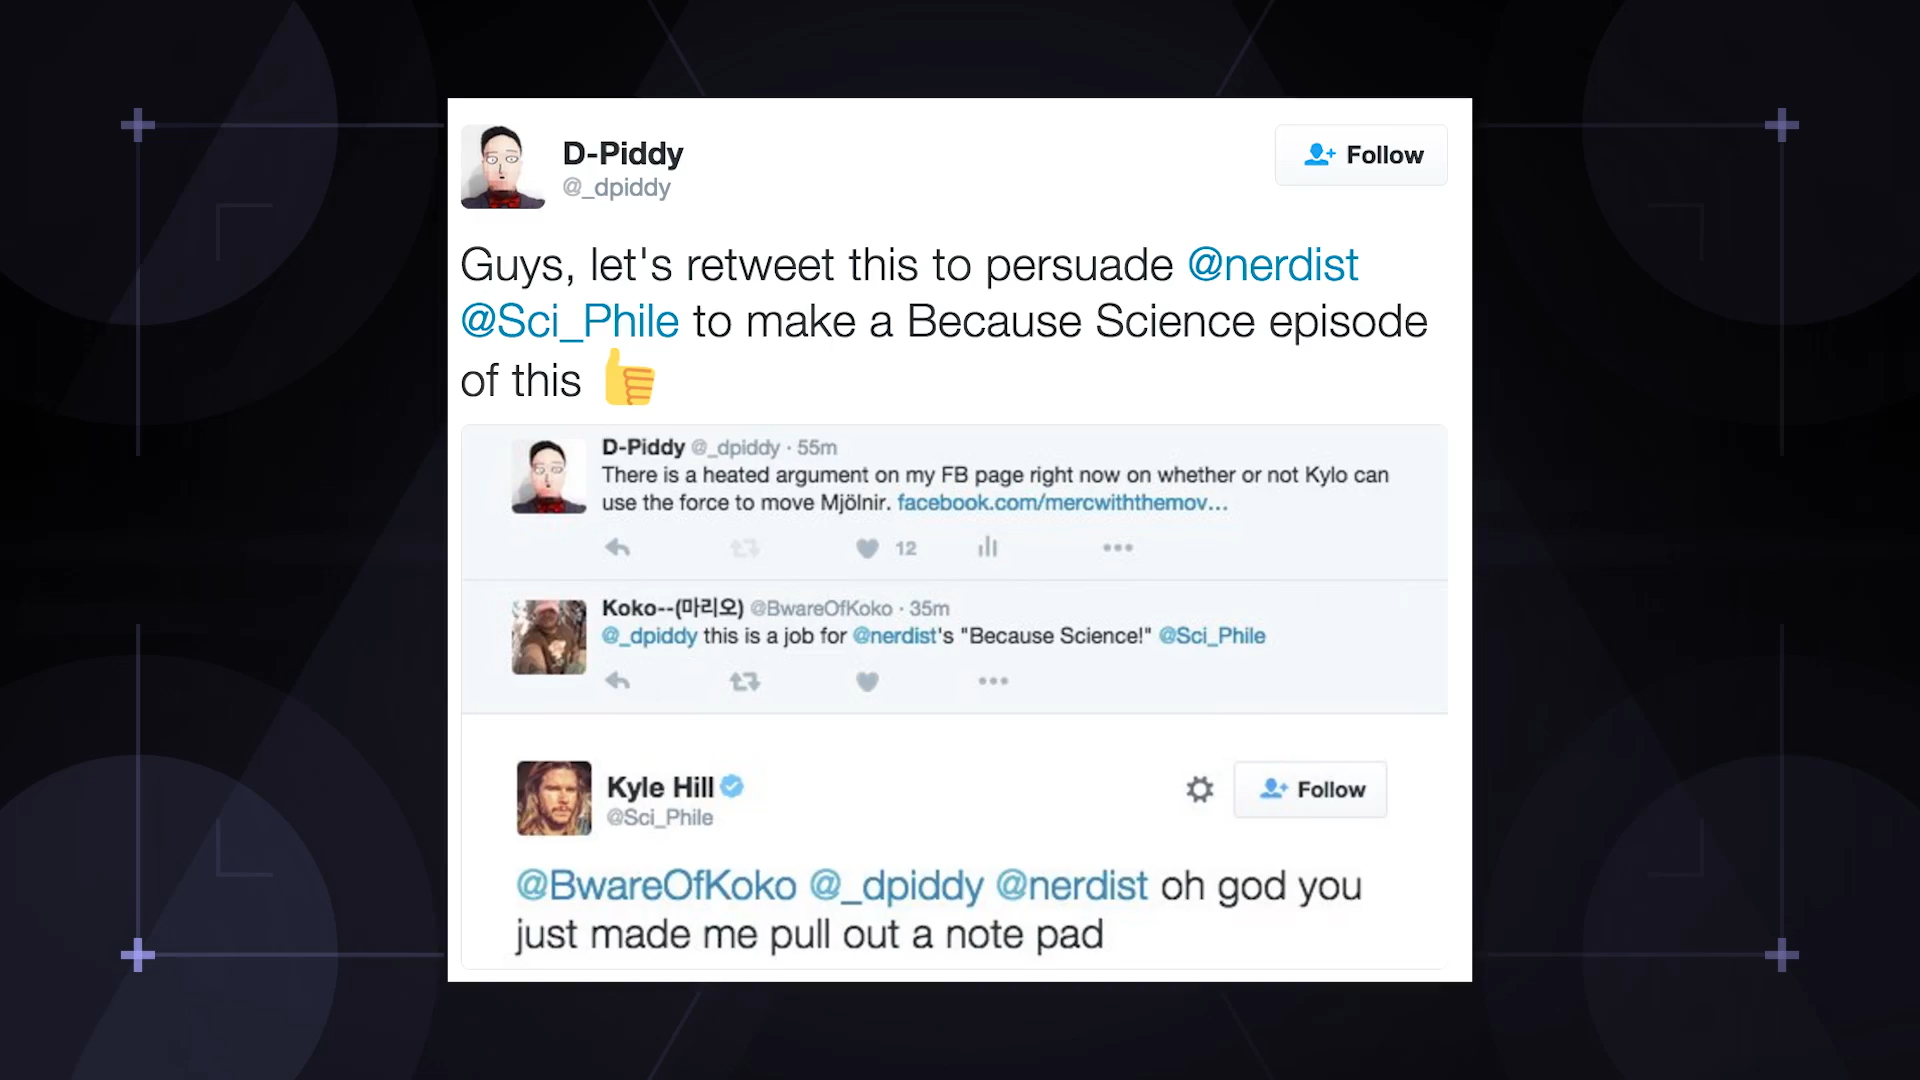 D-Piddy
@_dpiddy
Follow
Guys, let's retweet this to persuade @nerdist
@Sci_Phile to make a Because Science episode
of this 👍
D-Piddy @_dpiddy · 55m
There is a heated argument on my FB page right now on whether or not Kylo can
use the force to move Mjölnir. facebook.com/mercwiththemov...
12
Koko--(마리오) @BwareOfKoko · 35m
@_dpiddy this is a job for @nerdist's "Because Science!" @Sci_Phile
Kyle Hill
@Sci_Phile
Follow
@BwareOfKoko @_dpiddy @nerdist oh god you
just made me pull out a note pad